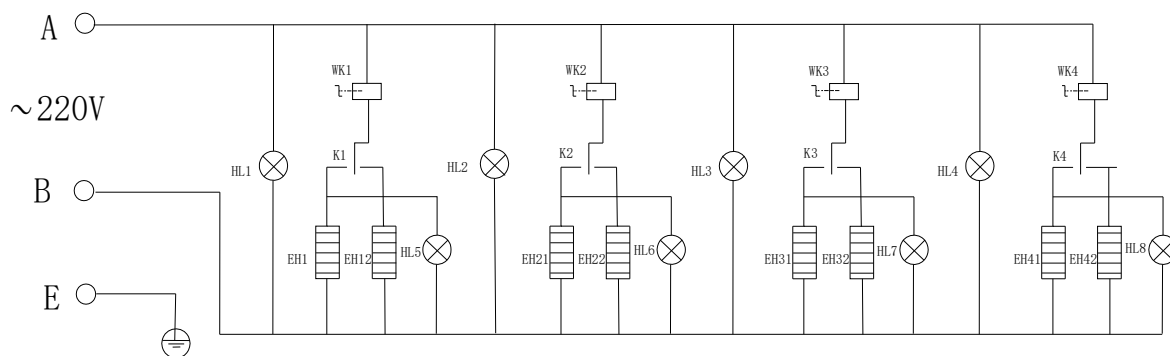 A
WK1
WK2
WK3
WK4
~220V
HL1
K1
HL2
K2
HL3
K3
HL4
K4
B
EH1
EH12
HL5
EH21
EH22
HL6
EH31
EH32
HL7
EH41
EH42
HL8
E